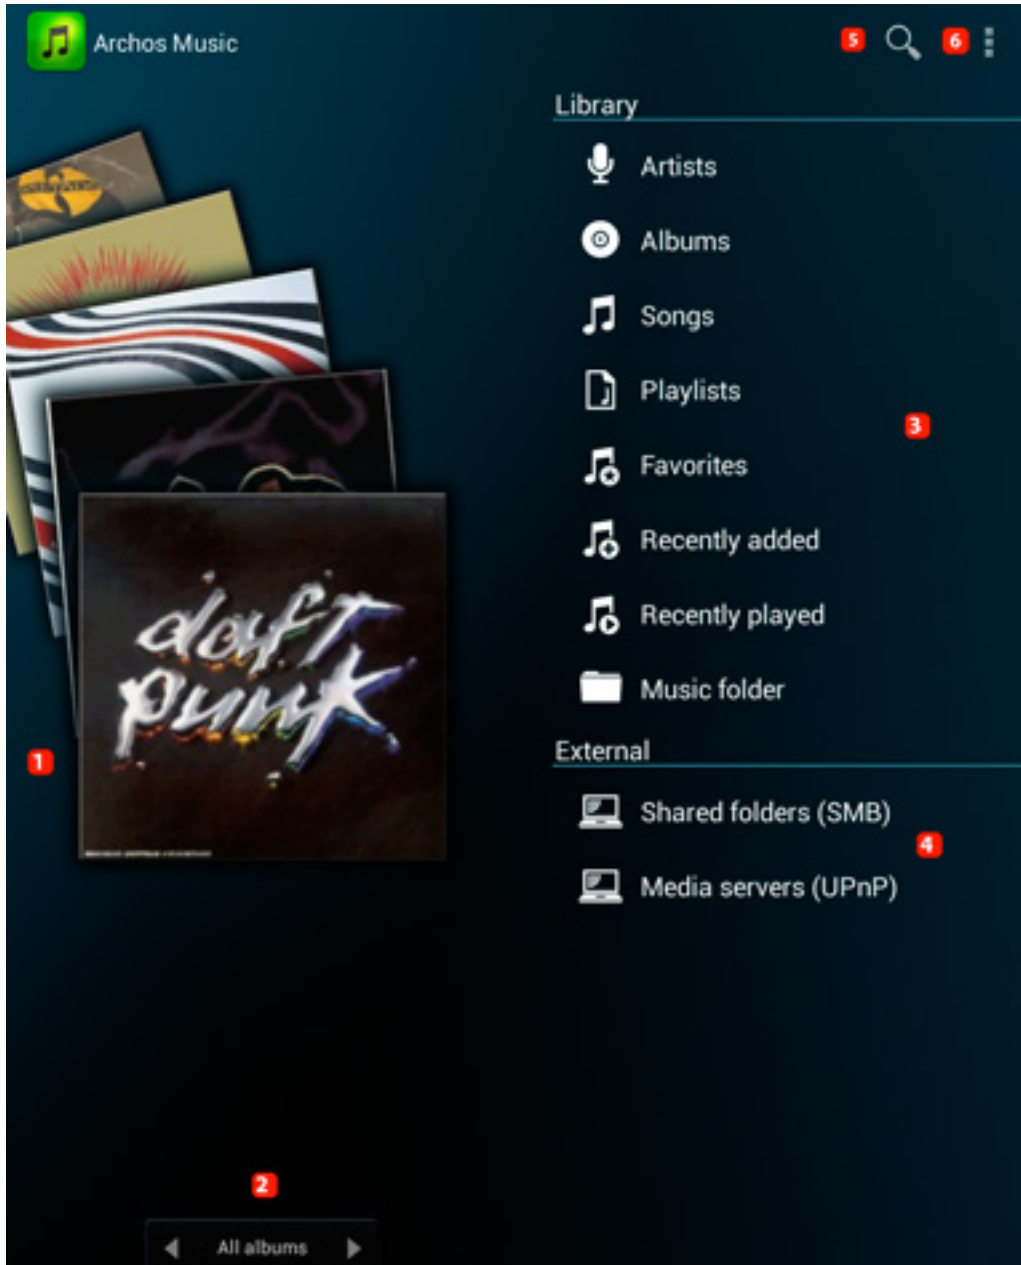 Archos Music
5
6
Library
Artists
Albums
Songs
Playlists
3
Favorites
Recently added
Recently played
Music folder
daft
punk
1
External
Shared folders (SMB)
4
Media servers (UPnP)
2
All albums